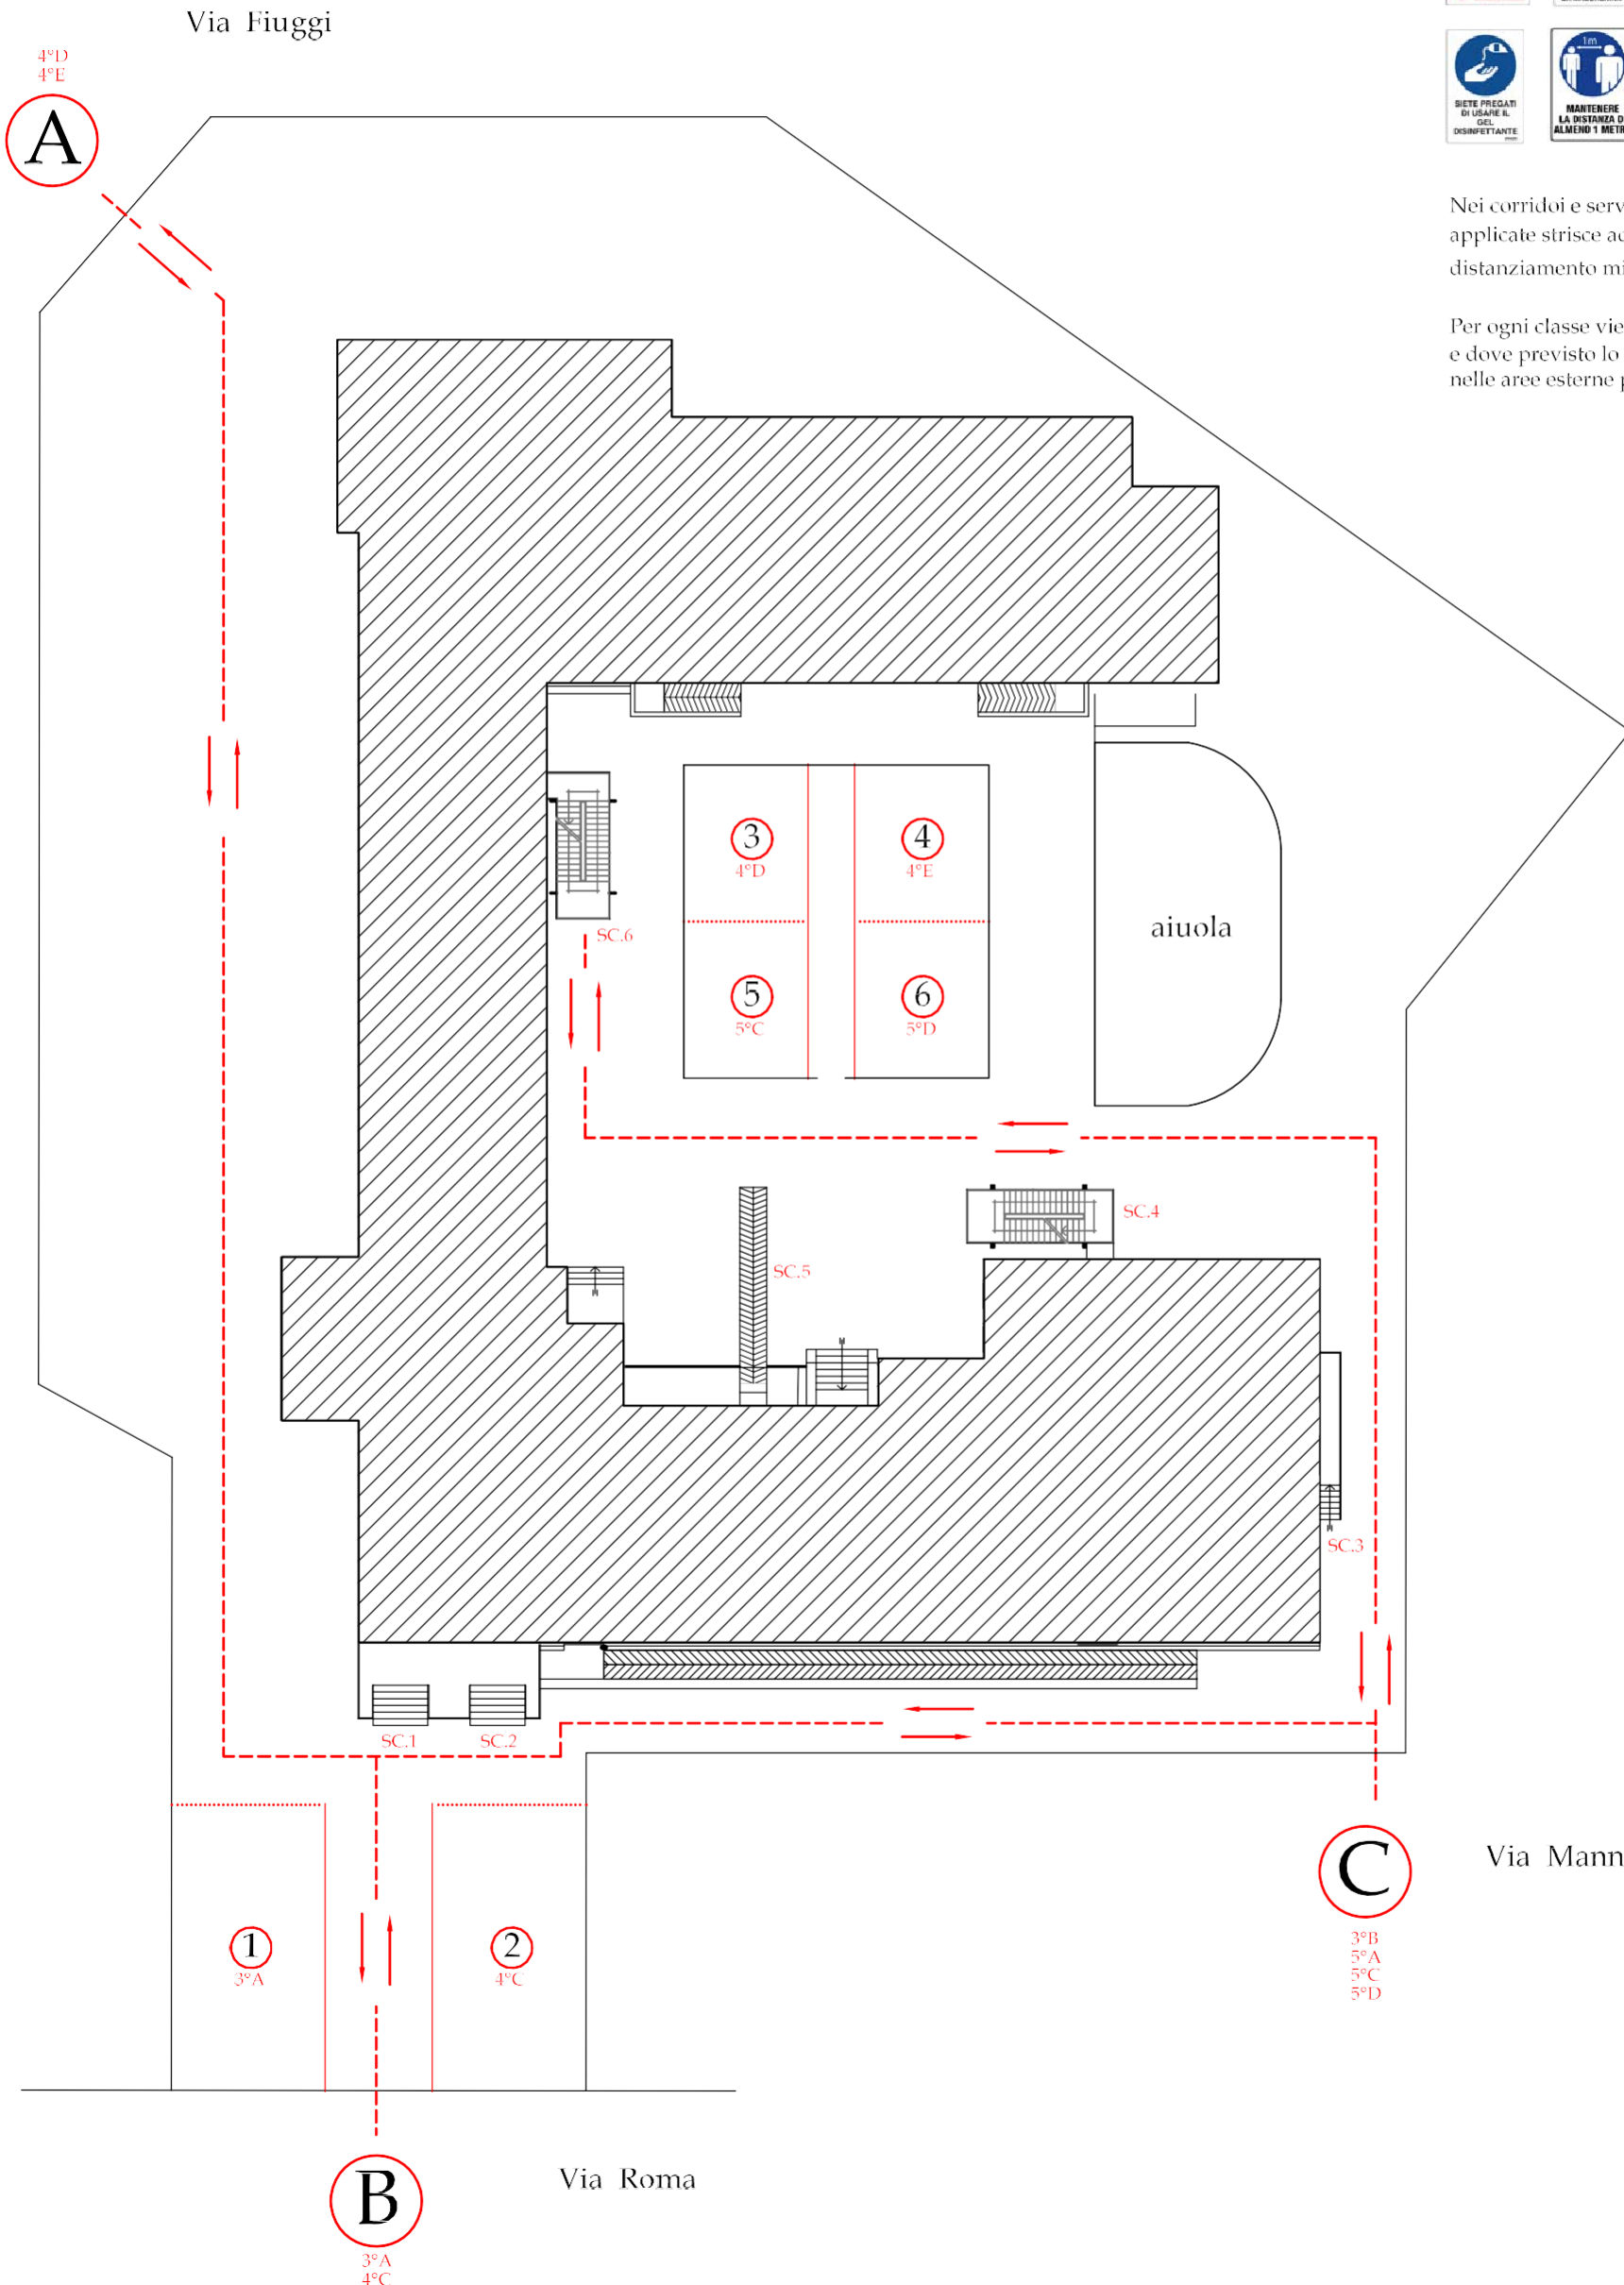 Via Fiuggi
4°D
4°E
A
SIETE PREGATI
DI USARE IL
GEL
DISINFETTANTE
1m
MANTENERE
LA DISTANZA DI
ALMENO 1 METR
Nei corridoi e serv
applicate strisce ad
distanziamento mi
Per ogni classe vie
e dove previsto lo
nelle aree esterne p
3
4°D
4
4°E
aiuola
SC.6
5
5°C
6
5°D
SC.4
SC.5
SC.3
SC.1
SC.2
C
Via Mann
3°B
5°A
5°C
5°D
1
3°A
2
4°C
Via Roma
B
3°A
4°C